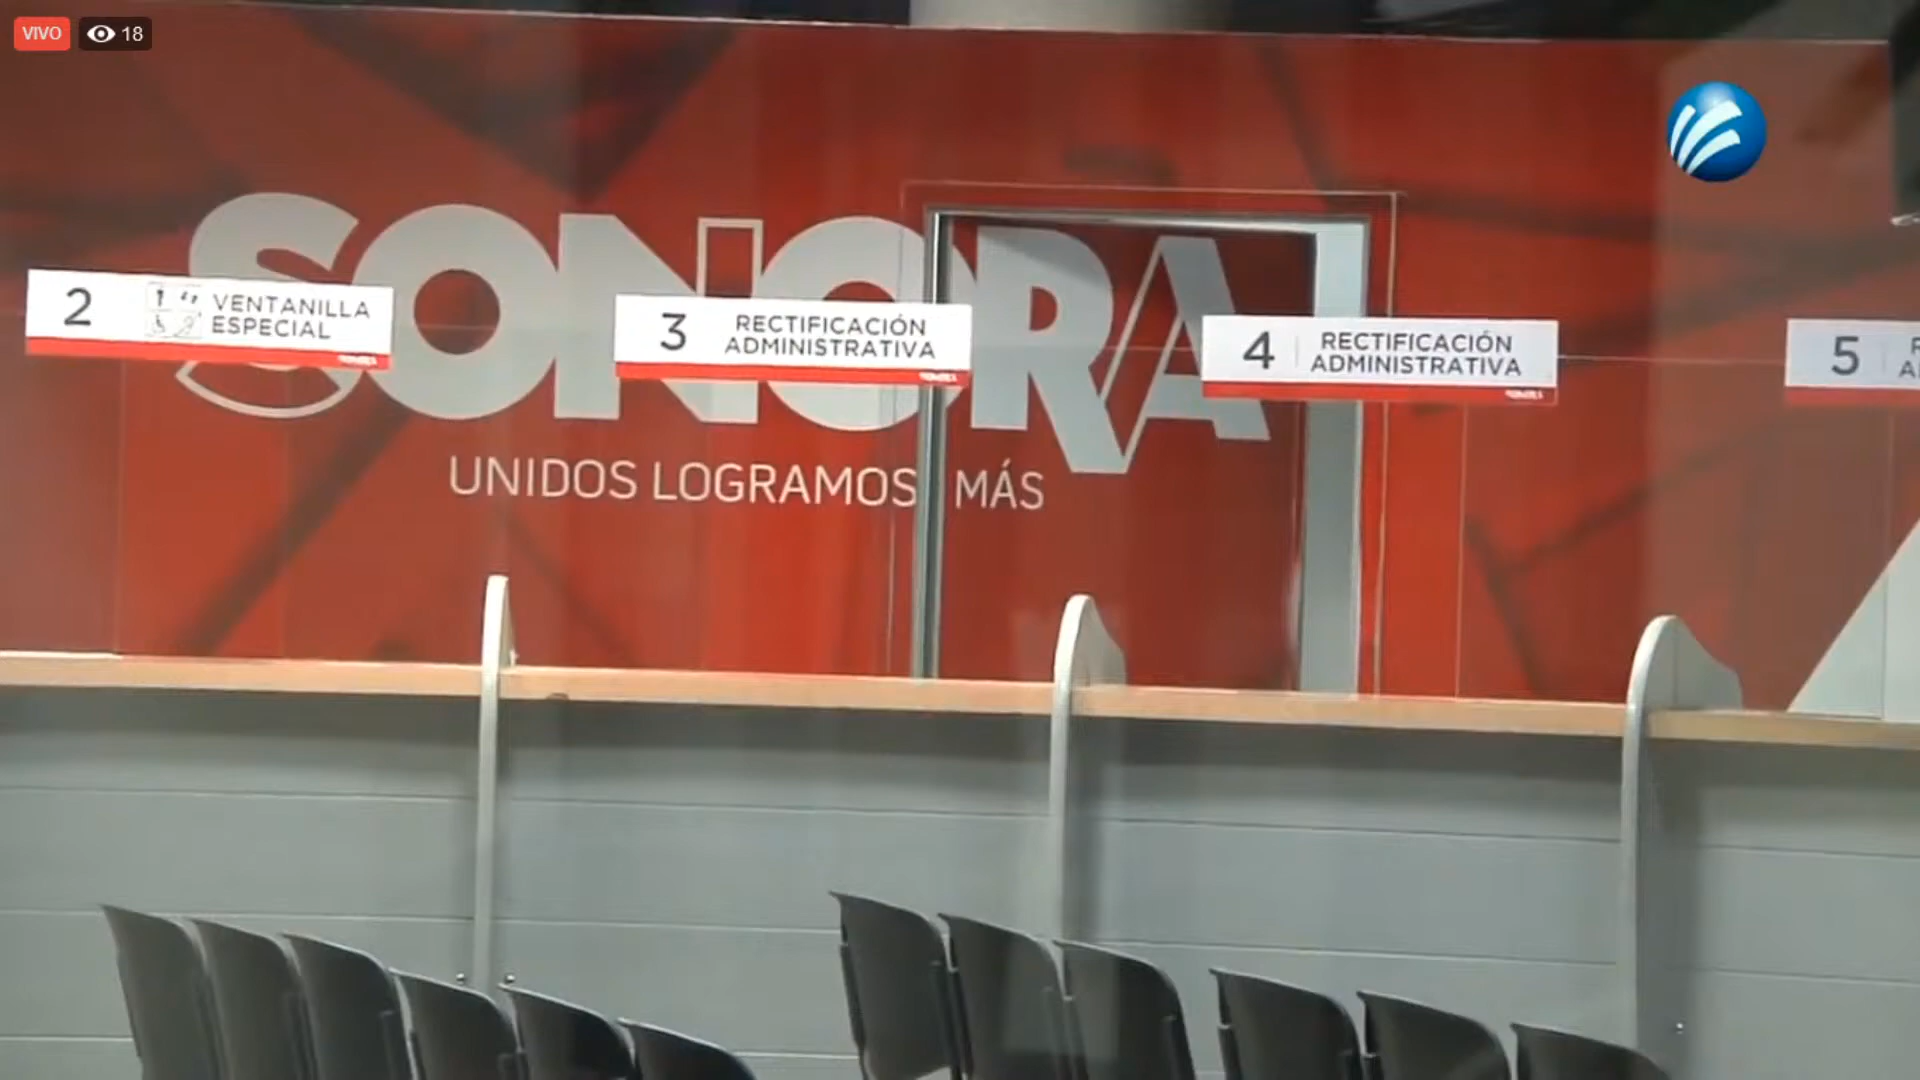 VIVO 18
SONORA
2 VENTANILLA
ESPECIAL
3 RECTIFICACIÓN
ADMINISTRATIVA
4 RECTIFICACIÓN
ADMINISTRATIVA
5
UNIDOS LOGRAMOS MÁS